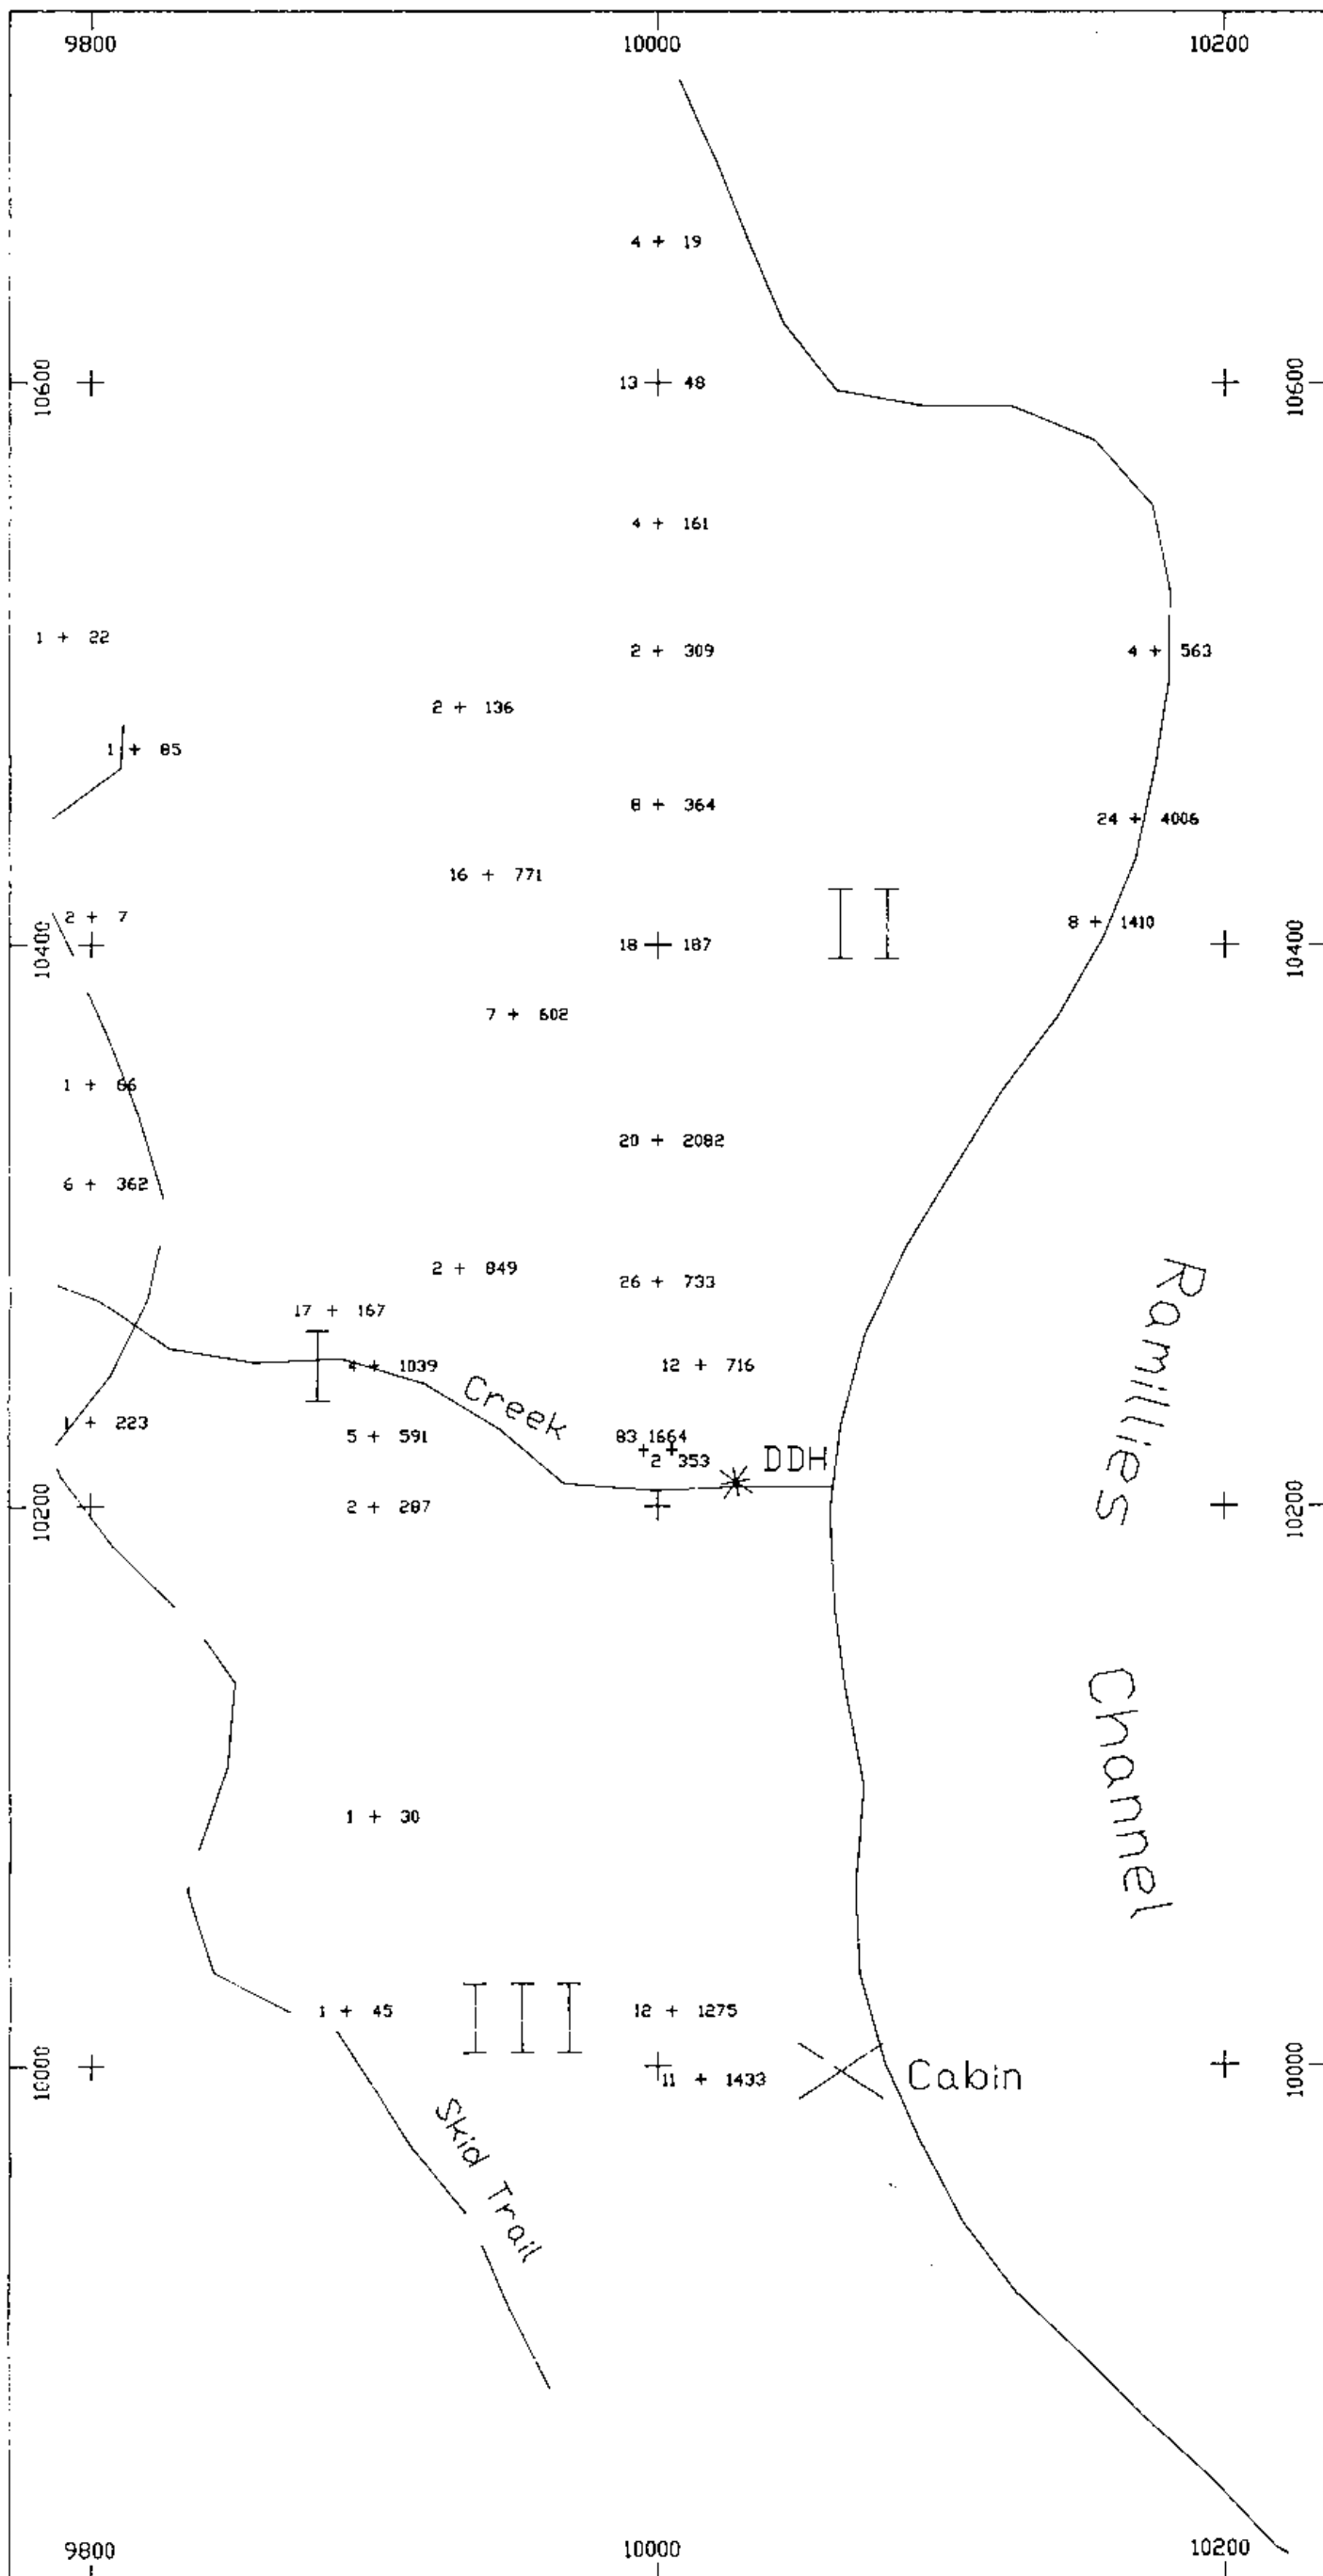 9800 10000 10200
4 + 19
10600 13 + 48 10600
4 + 161
1 + 22
2 + 309 4 + 563
2 + 136
1 + 85
8 + 364
24 + 4006
16 + 771
II
2 + 7
8 + 1410
10400 18 + 187 10400
7 + 602
1 + 66
20 + 2082
6 + 362
2 + 849
26 + 733
17 + 167
I
4 + 1039
12 + 716
Creek
1 + 223
5 + 591
83 1664
2 353
DDH
10200 2 + 287 10200
Ramillies
Channel
1 + 30
III
1 + 45
12 + 1275
10000 10000
11 + 1433
Cabin
Skid Trail
9800 10000 10200